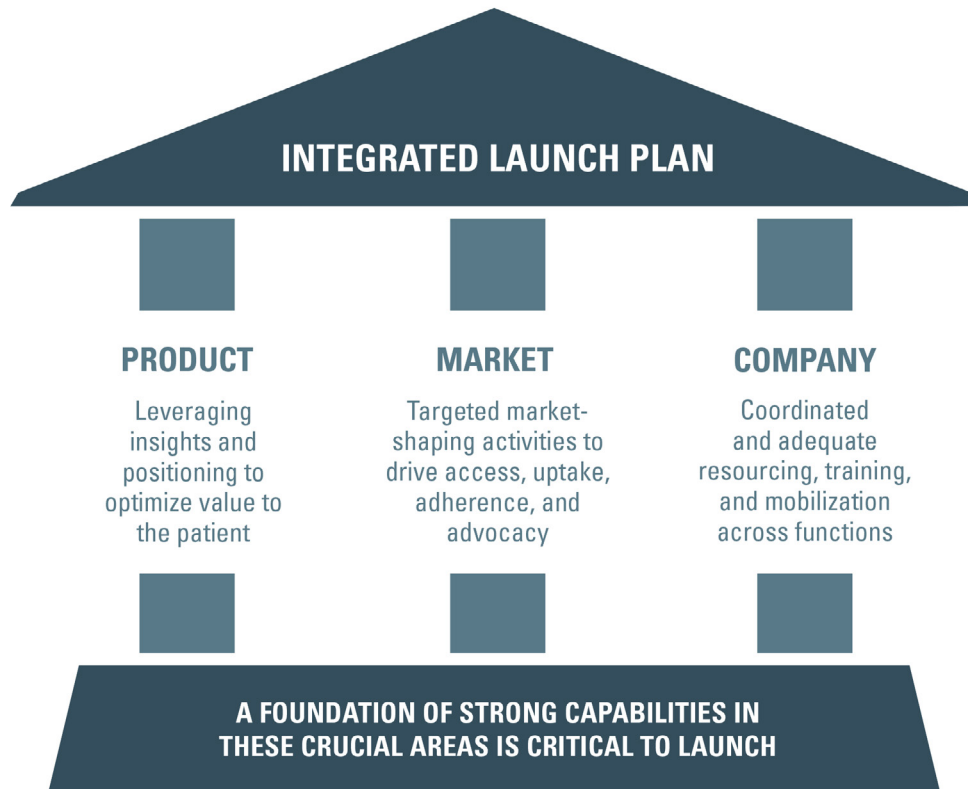 INTEGRATED LAUNCH PLAN
PRODUCT
Leveraging
insights and
positioning to
optimize value to
the patient
MARKET
Targeted market-
shaping activities to
drive access, uptake,
adherence, and
advocacy
COMPANY
Coordinated
and adequate
resourcing, training,
and mobilization
across functions
A FOUNDATION OF STRONG CAPABILITIES IN
THESE CRUCIAL AREAS IS CRITICAL TO LAUNCH